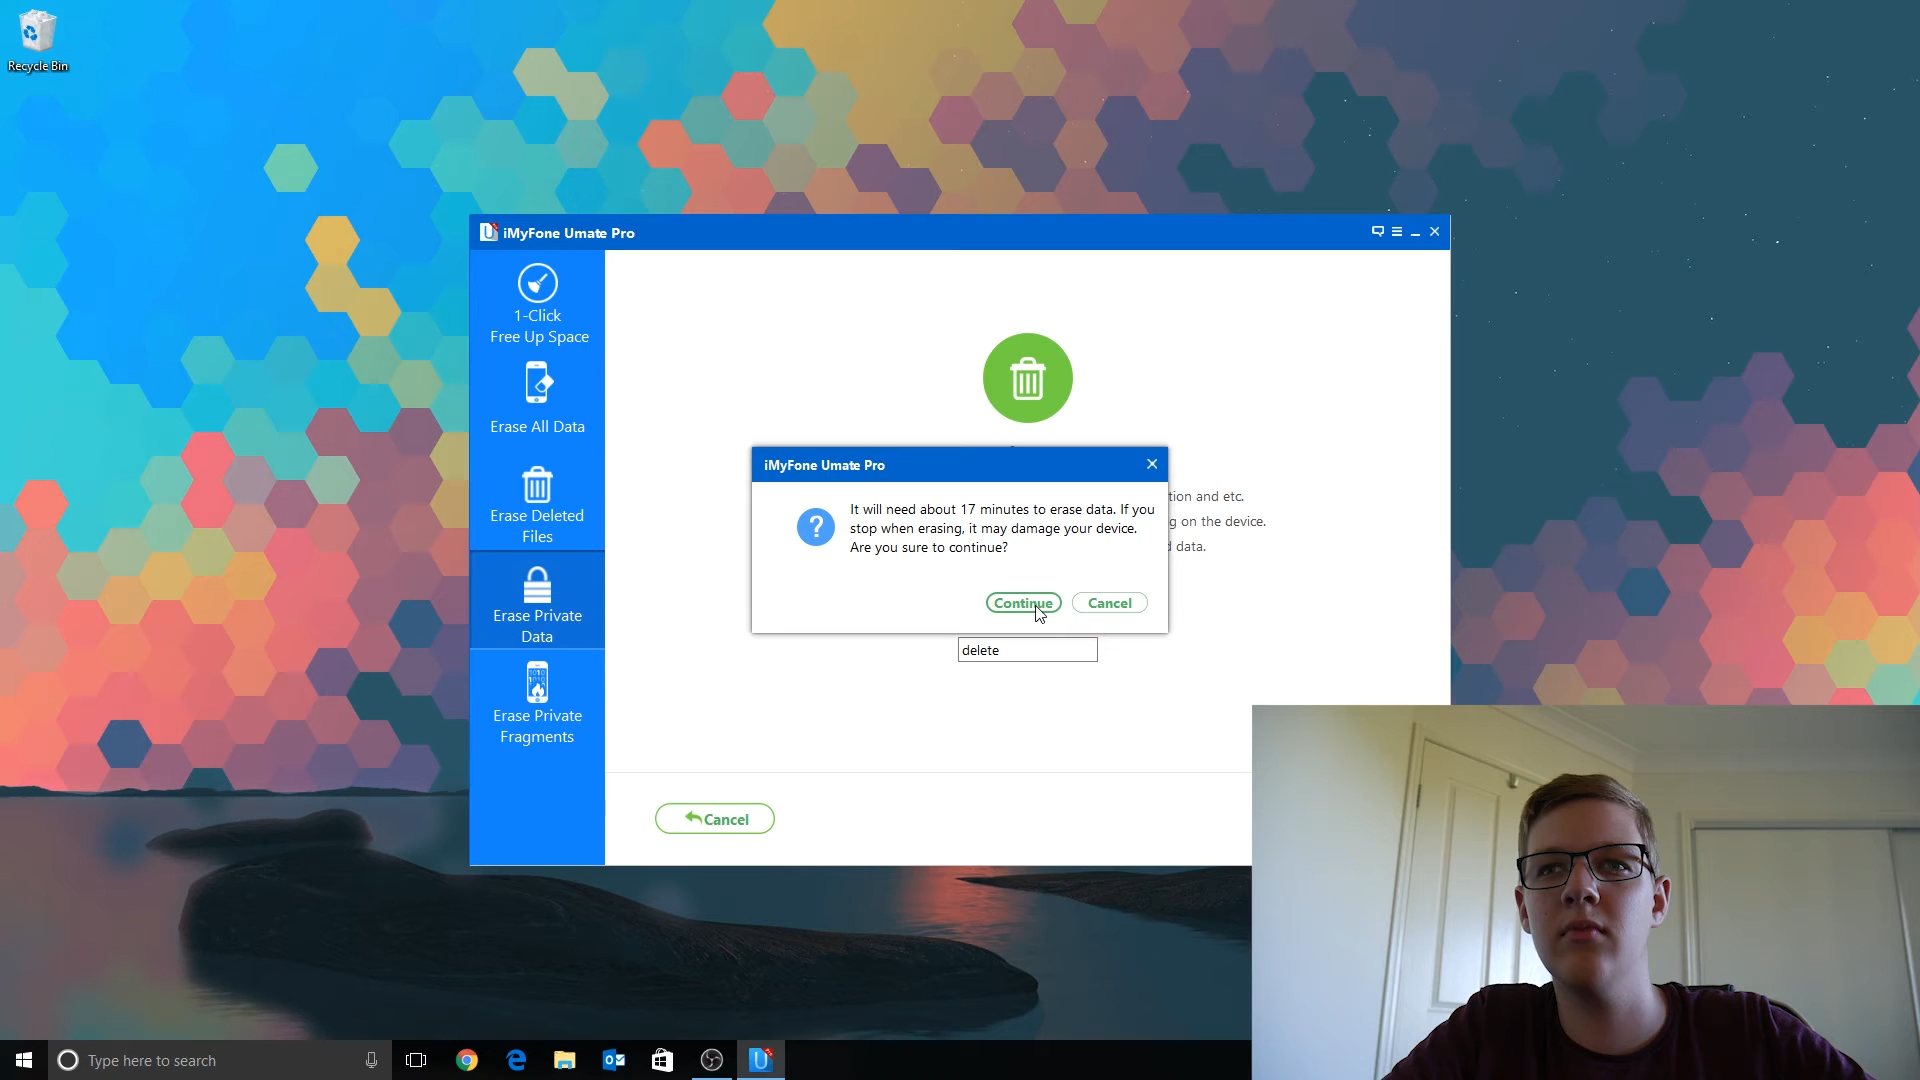 Recycle Bin
iMyFone Umate Pro
1-Click
Free Up Space
Erase All Data
Erase Deleted
Files
Erase Private
Data
Erase Private
Fragments
tion and etc.
g on the device.
data.
iMyFone Umate Pro
It will need about 17 minutes to erase data. If you
stop when erasing, it may damage your device.
Are you sure to continue?
Continue
Cancel
delete
Cancel
Type here to search